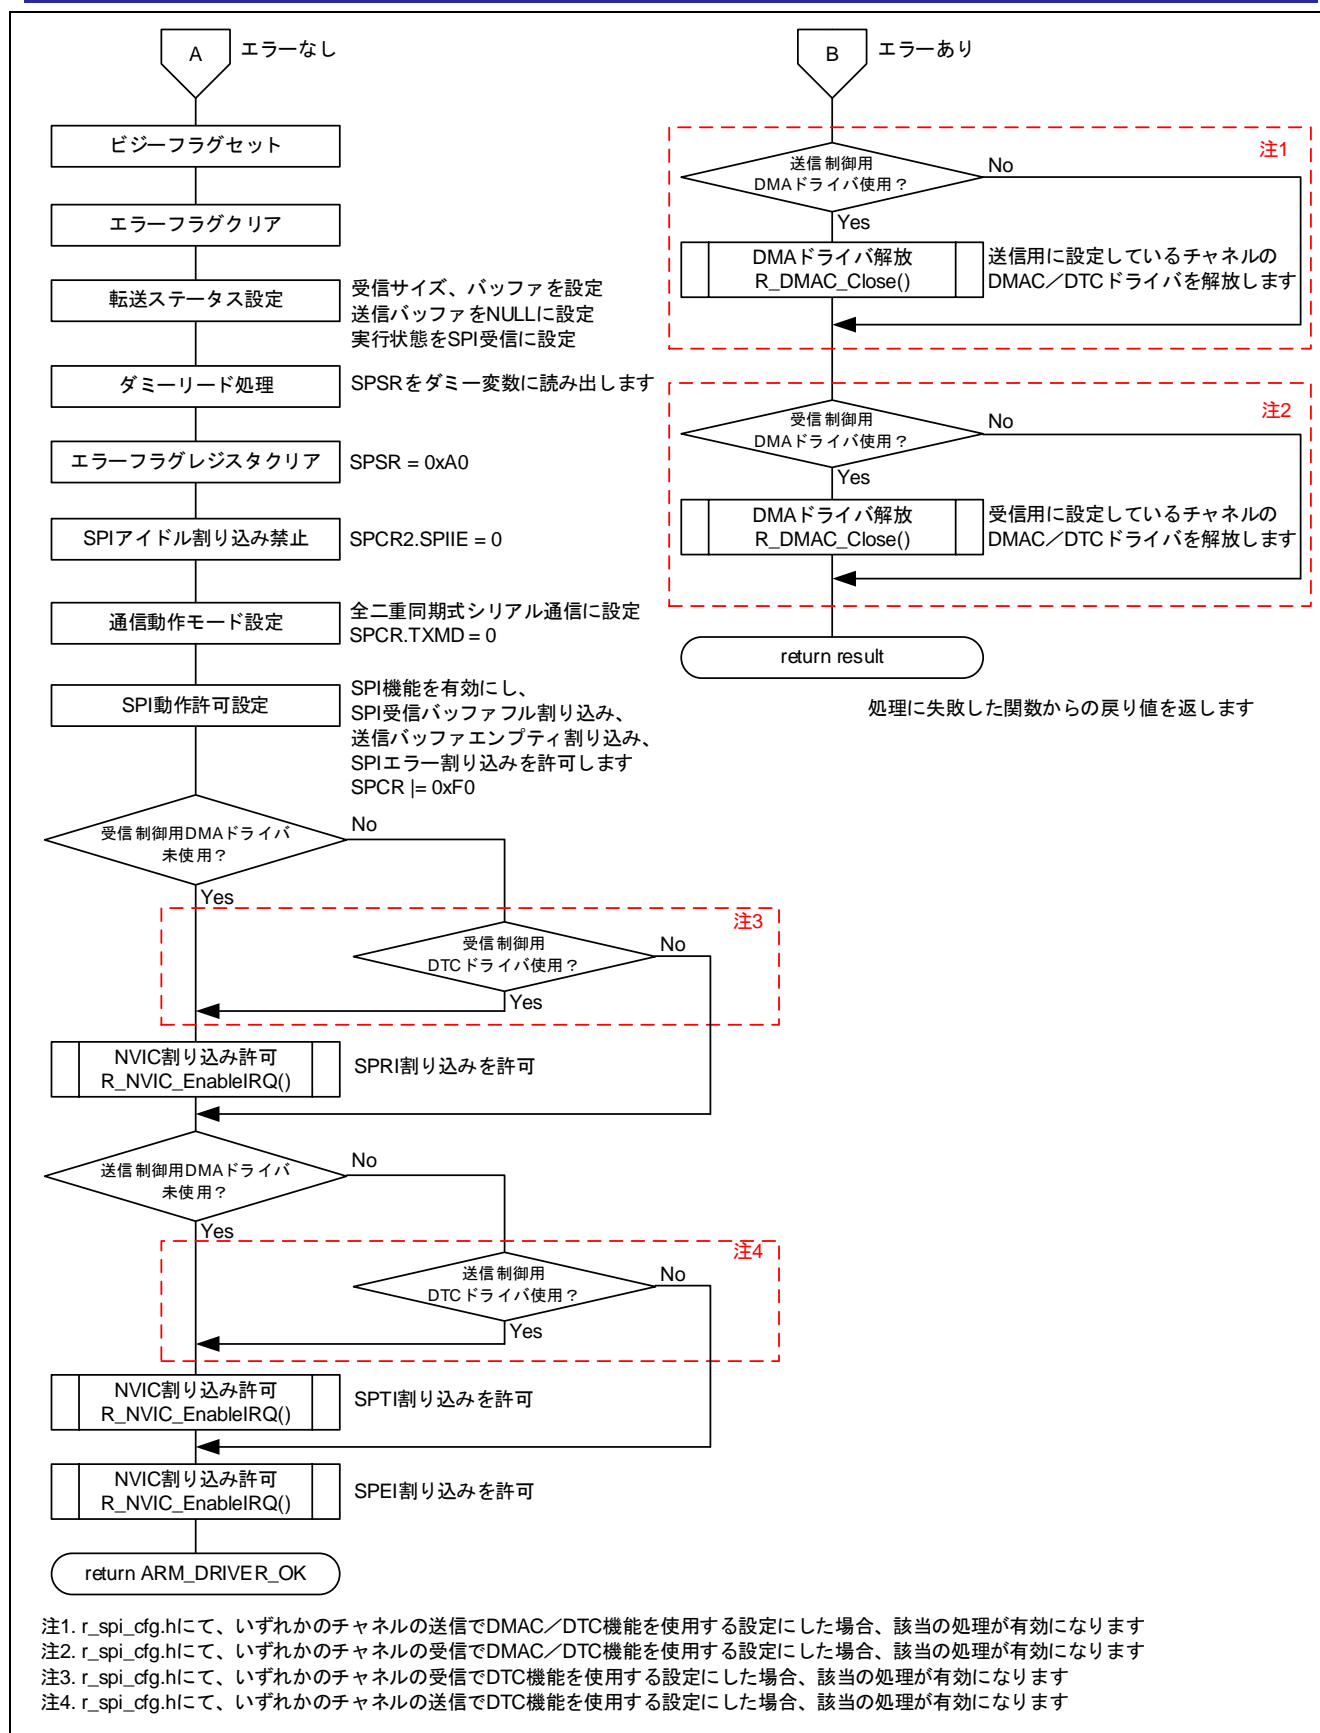 A
エラーなし
ビジーフラグセット
エラーフラグクリア
転送ステータス設定
受信サイズ、バッファを設定
送信バッファをNULLに設定
実行状態をSPI受信に設定
ダミーリード処理
SPSRをダミー変数に読み出します
エラーフラグレジスタクリア
SPSR = 0xA0
SPIアイドル割り込み禁止
SPCR2.SPIIE = 0
通信動作モード設定
全二重同期式シリアル通信に設定
SPCR.TXMD = 0
SPI動作許可設定
SPI機能を有効にし、
SPI受信バッファフル割り込み、
送信バッファエンプティ割り込み、
SPIエラー割り込みを許可します
SPCR |= 0xF0
受信制御用DMAドライバ
未使用？
No
Yes
注3
受信制御用
DTCドライバ使用？
No
Yes
NVIC割り込み許可
R_NVIC_EnableIRQ()
SPRI割り込みを許可
送信制御用DMAドライバ
未使用？
No
Yes
注4
送信制御用
DTCドライバ使用？
No
Yes
NVIC割り込み許可
R_NVIC_EnableIRQ()
SPTI割り込みを許可
NVIC割り込み許可
R_NVIC_EnableIRQ()
SPEI割り込みを許可
return ARM_DRIVER_OK
B
エラーあり
注1
送信制御用
DMAドライバ使用？
No
Yes
DMAドライバ解放
R_DMAC_Close()
送信用に設定しているチャネルの
DMAC／DTCドライバを解放します
注2
受信制御用
DMAドライバ使用？
No
Yes
DMAドライバ解放
R_DMAC_Close()
受信用に設定しているチャネルの
DMAC／DTCドライバを解放します
return result
処理に失敗した関数からの戻り値を返します
注1. r_spi_cfg.hにて、いずれかのチャネルの送信でDMAC／DTC機能を使用する設定にした場合、該当の処理が有効になります
注2. r_spi_cfg.hにて、いずれかのチャネルの受信でDMAC／DTC機能を使用する設定にした場合、該当の処理が有効になります
注3. r_spi_cfg.hにて、いずれかのチャネルの受信でDTC機能を使用する設定にした場合、該当の処理が有効になります
注4. r_spi_cfg.hにて、いずれかのチャネルの送信でDTC機能を使用する設定にした場合、該当の処理が有効になります